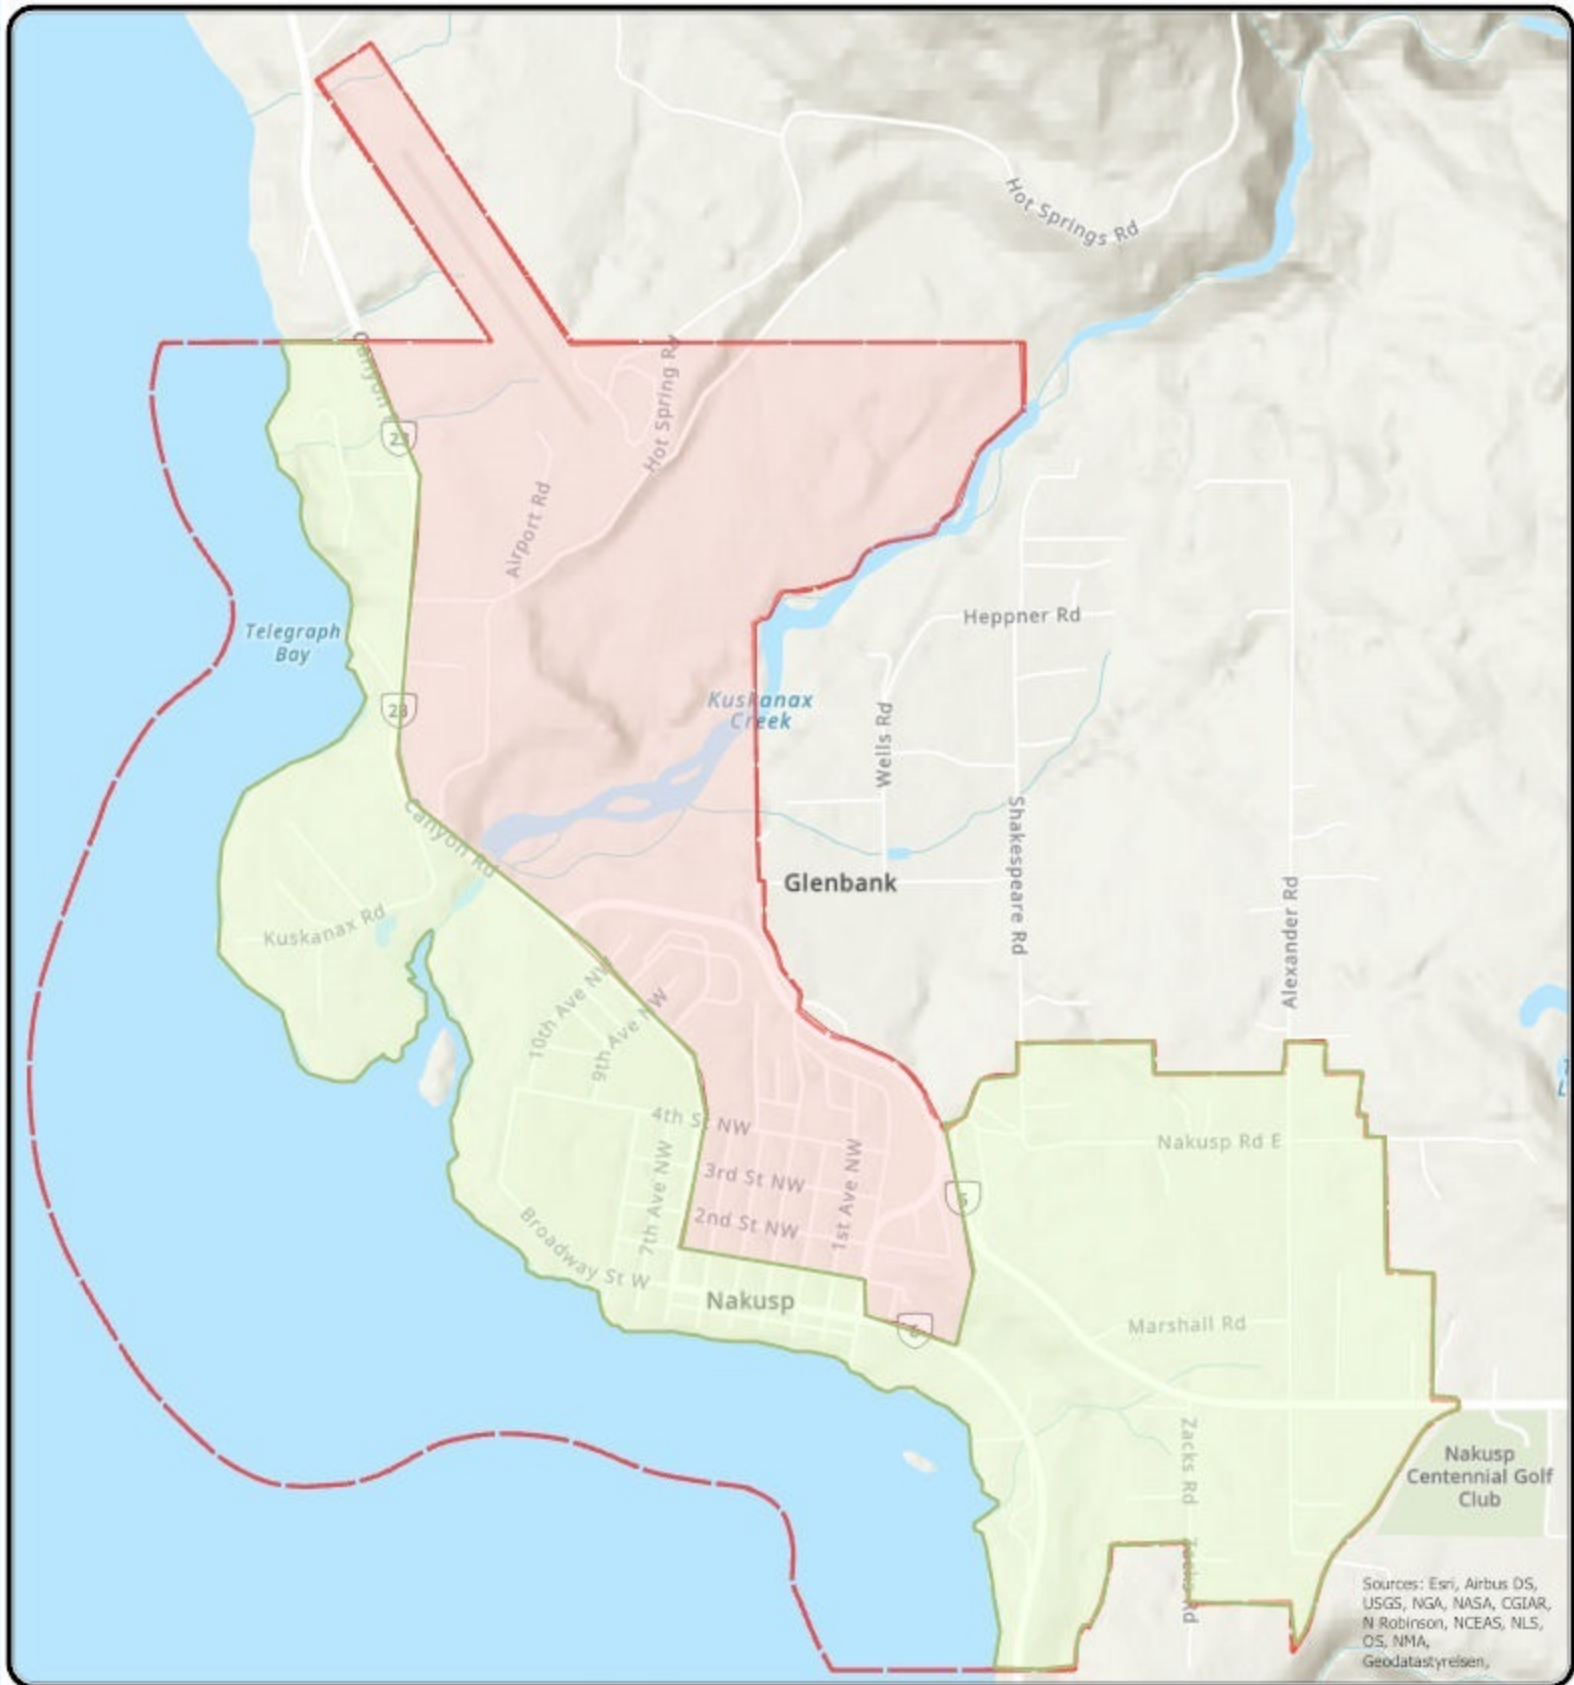 Hot Springs Rd
Canyon
23
Hot Spring Rd
Airport Rd
Telegraph
Bay
Heppner Rd
23
Kuskanax
Creek
Wells Rd
Shakespeare Rd
Canyon Rd
Glenbank
Alexander Rd
Kuskanax Rd
10th Ave NW
9th Ave NW
4th St NW
Nakusp Rd E
3rd St NW
1st Ave NW
7th Ave NW
2nd St NW
6
Broadway St W
Nakusp
6
Marshall Rd
Zacks Rd
Nakusp
Centennial Golf
Club
Zacks Rd
Sources: Esri, Airbus DS,
USGS, NGA, NASA, CGIAR,
N Robinson, NCEAS, NLS,
OS, NMA,
Geodatastyrelsen,